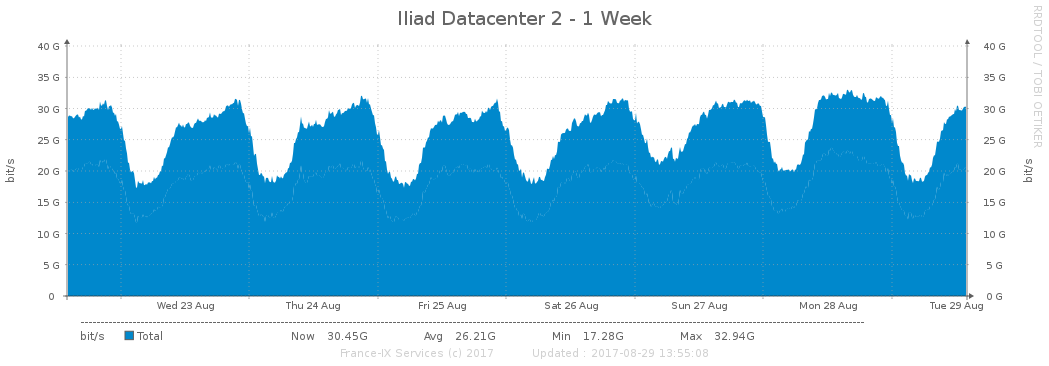 Iliad Datacenter 2 - 1 Week
RRDTOOL / TOBI OETIKER
40 G 40 G
35 G 35 G
30 G 30 G
25 G 25 G
20 G 20 G
15 G 15 G
10 G 10 G
5 G 5 G
0 0 G
bit/s bit/s
Wed 23 Aug Thu 24 Aug Fri 25 Aug Sat 26 Aug Sun 27 Aug Mon 28 Aug Tue 29 Aug
bit/s Total Now 30.45G Avg 26.21G Min 17.28G Max 32.94G
France-IX Services (c) 2017 Updated : 2017-08-29 13:55:08